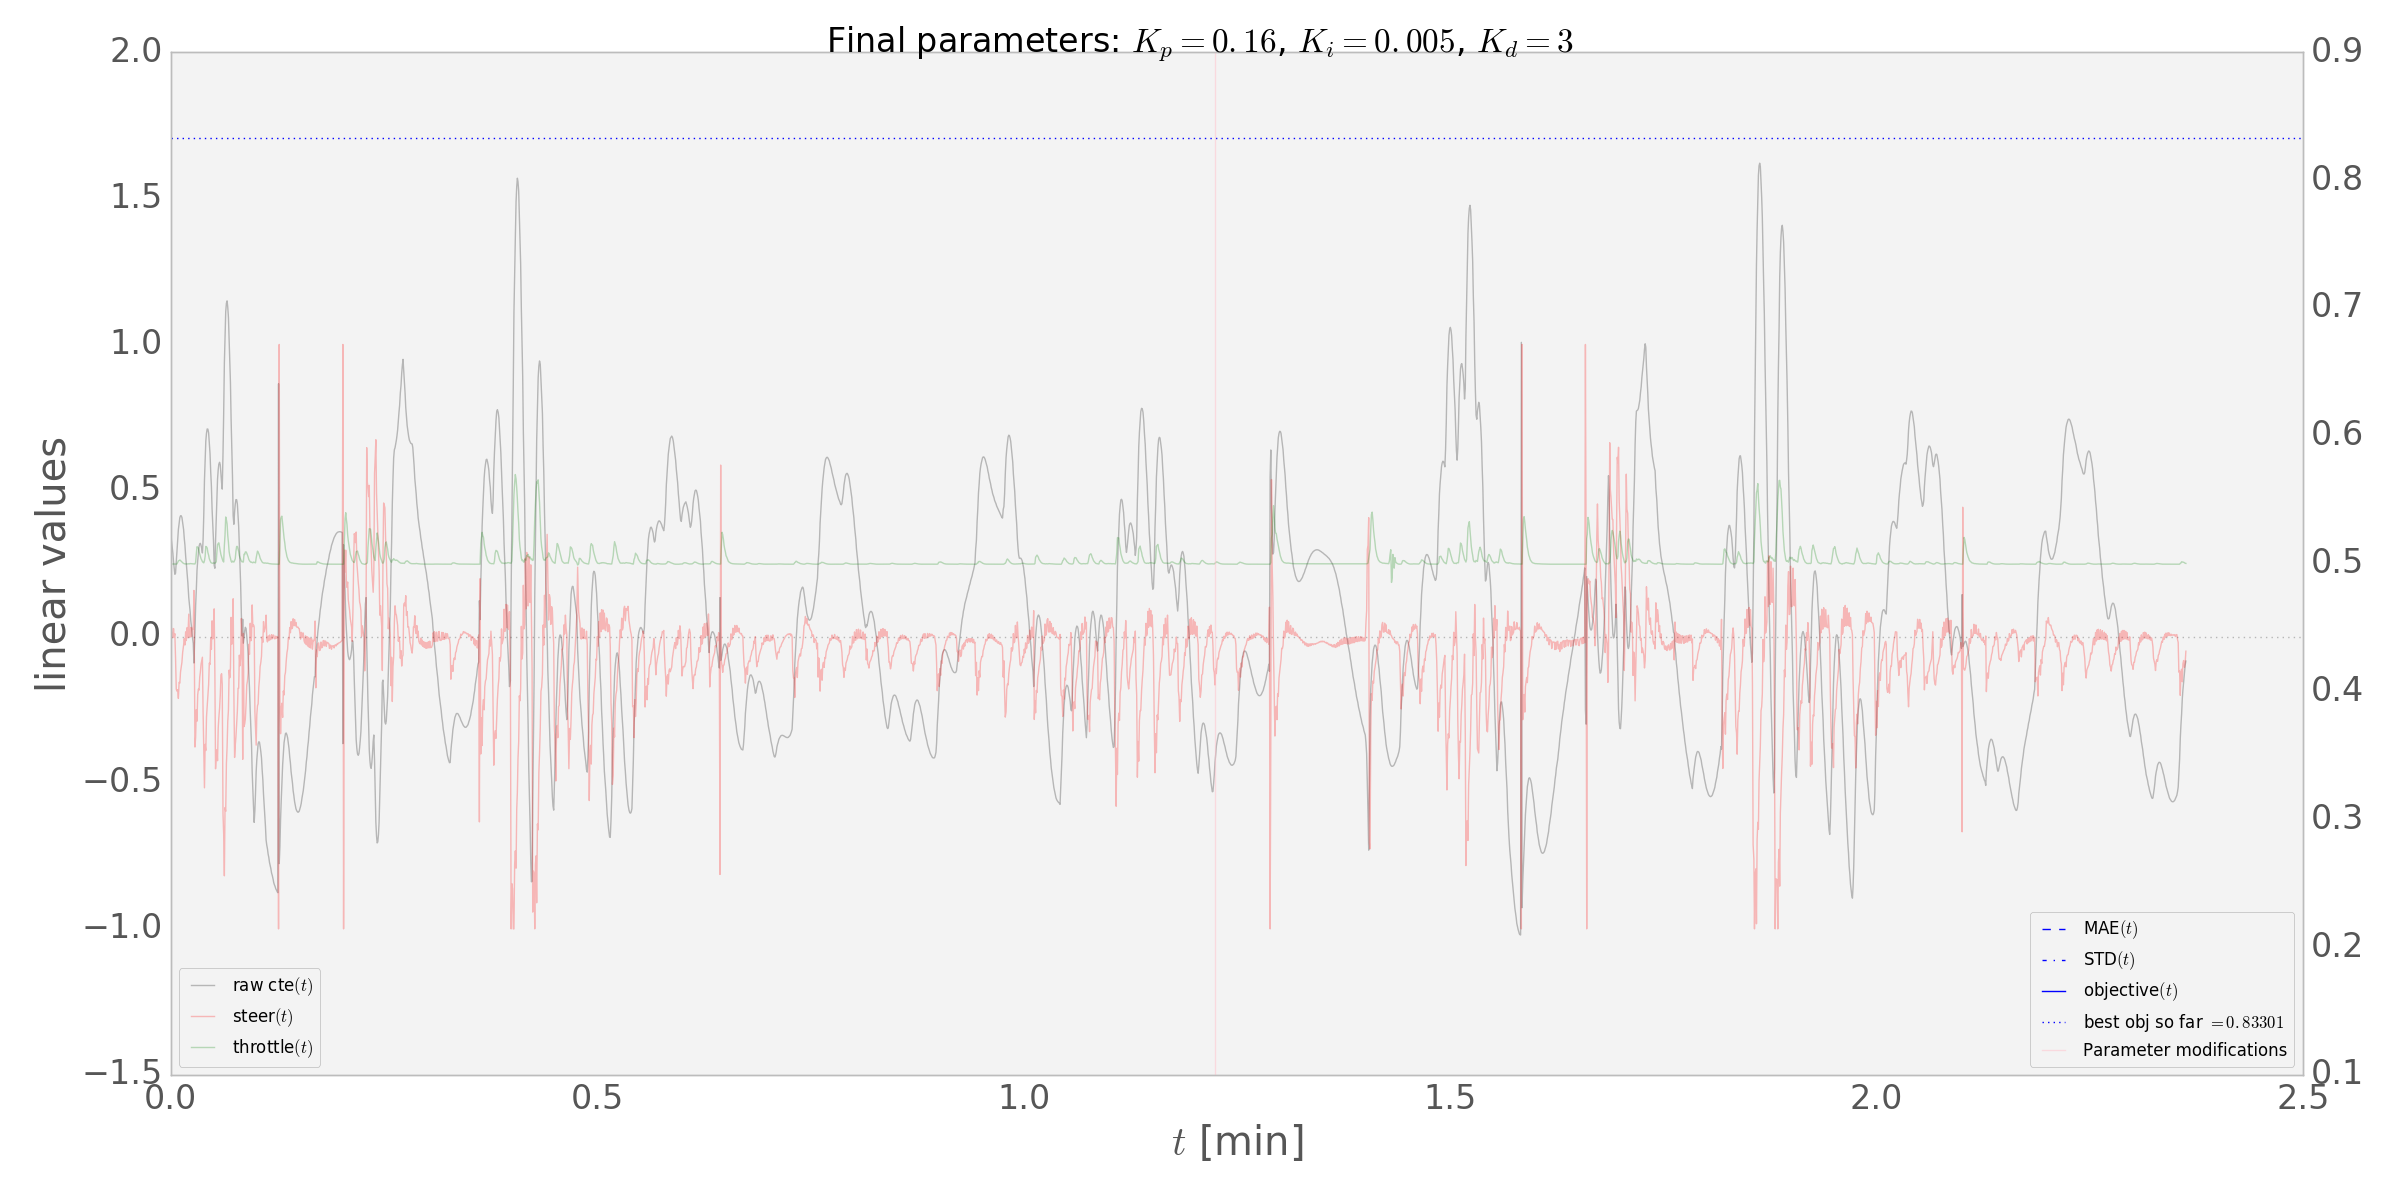 Final parameters: K_p = 0.16, K_i = 0.005, K_d = 3
2.0
1.5
1.0
0.5
0.0
−0.5
−1.0
−1.5
linear values
0.9
0.8
0.7
0.6
0.5
0.4
0.3
0.2
0.1
raw cte(t)
steer(t)
throttle(t)
MAE(t)
STD(t)
objective(t)
best obj so far = 0.83301
Parameter modifications
0.0 0.5 1.0 1.5 2.0 2.5
t [min]